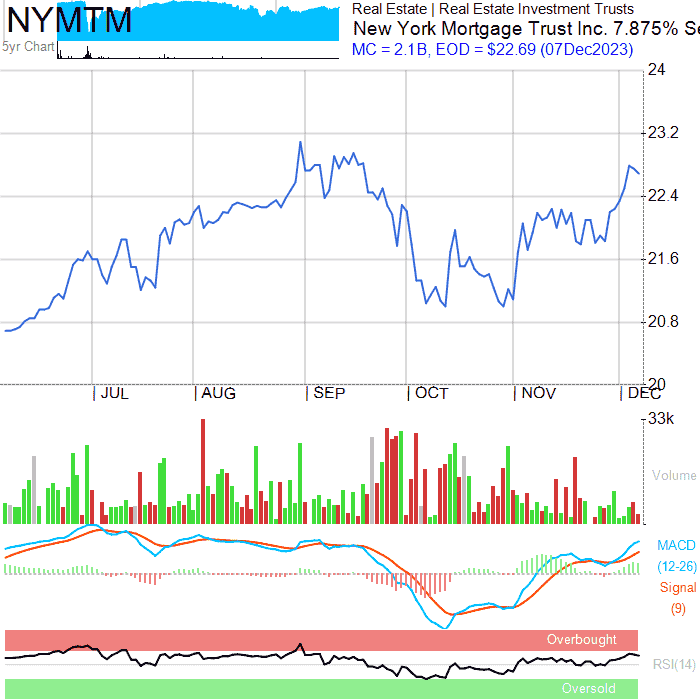 NYMTM
Real Estate | Real Estate Investment Trusts
New York Mortgage Trust Inc. 7.875% Se
5yr Chart
MC = 2.1B, EOD = $22.69 (07Dec2023)
24
23.2
22.4
21.6
20.8
20
JUL AUG SEP OCT NOV DEC
33k
Volume
MACD
(12-26)
Signal
(9)
Overbought
RSI(14)
Oversold